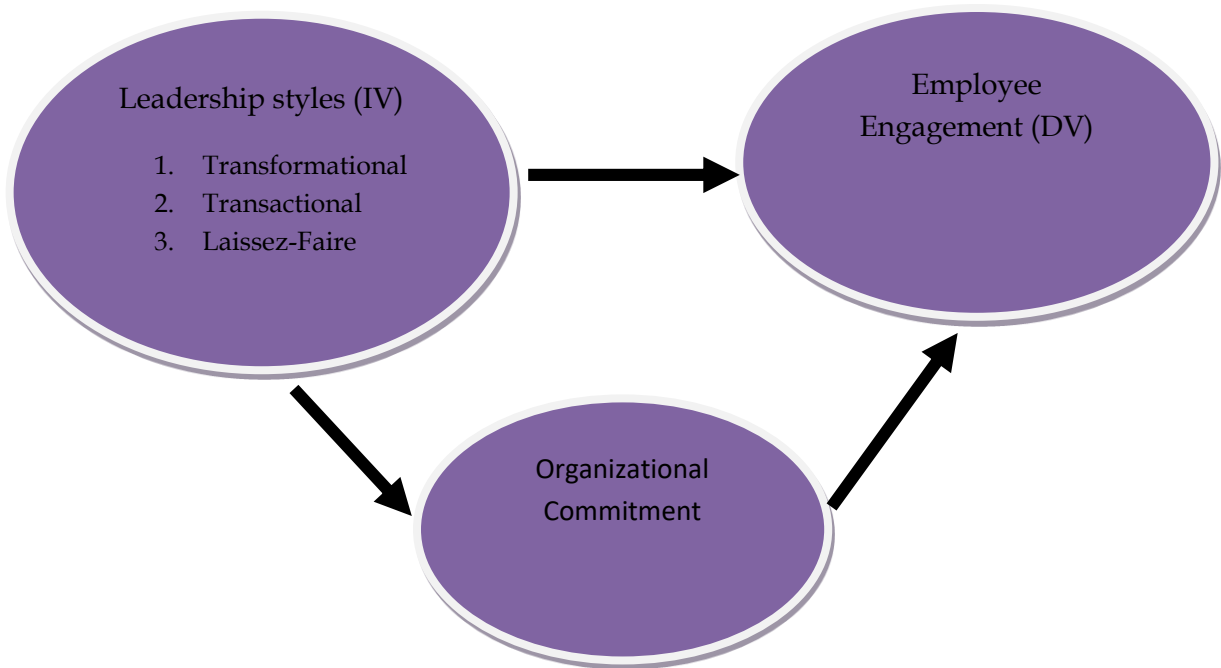 Leadership styles (IV)
1. Transformational
2. Transactional
3. Laissez-Faire
Employee
Engagement (DV)
Organizational
Commitment